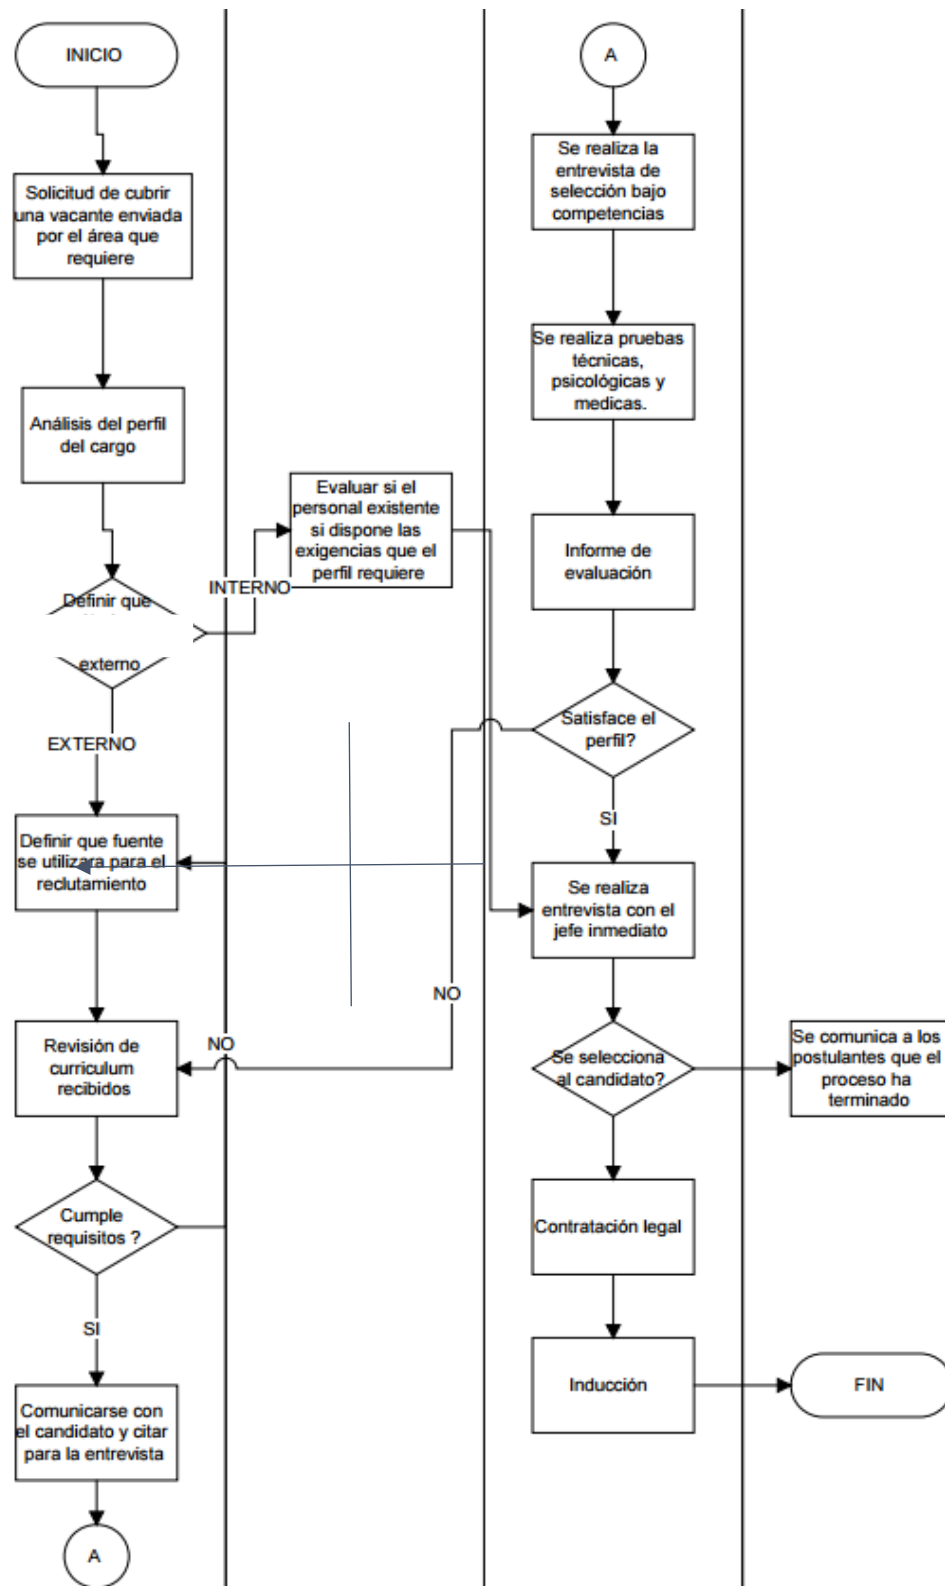 INICIO
Solicitud de cubrir
una vacante enviada
por el área que
requiere
Análisis del perfil
del cargo
Definir que
externo
INTERNO
EXTERNO
Evaluar si el
personal existente
si dispone las
exigencias que el
perfil requiere
Definir que fuente
se utilizara para el
reclutamiento
Revisión de
curriculum
recibidos
NO
NO
Cumple
requisitos ?
SI
Comunicarse con
el candidato y citar
para la entrevista
A
A
Se realiza la
entrevista de
selección bajo
competencias
Se realiza pruebas
técnicas,
psicológicas y
medicas.
Informe de
evaluación
Satisface el
perfil?
SI
Se realiza
entrevista con el
jefe inmediato
Se selecciona
al candidato?
Se comunica a los
postulantes que el
proceso ha
terminado
Contratación legal
Inducción
FIN